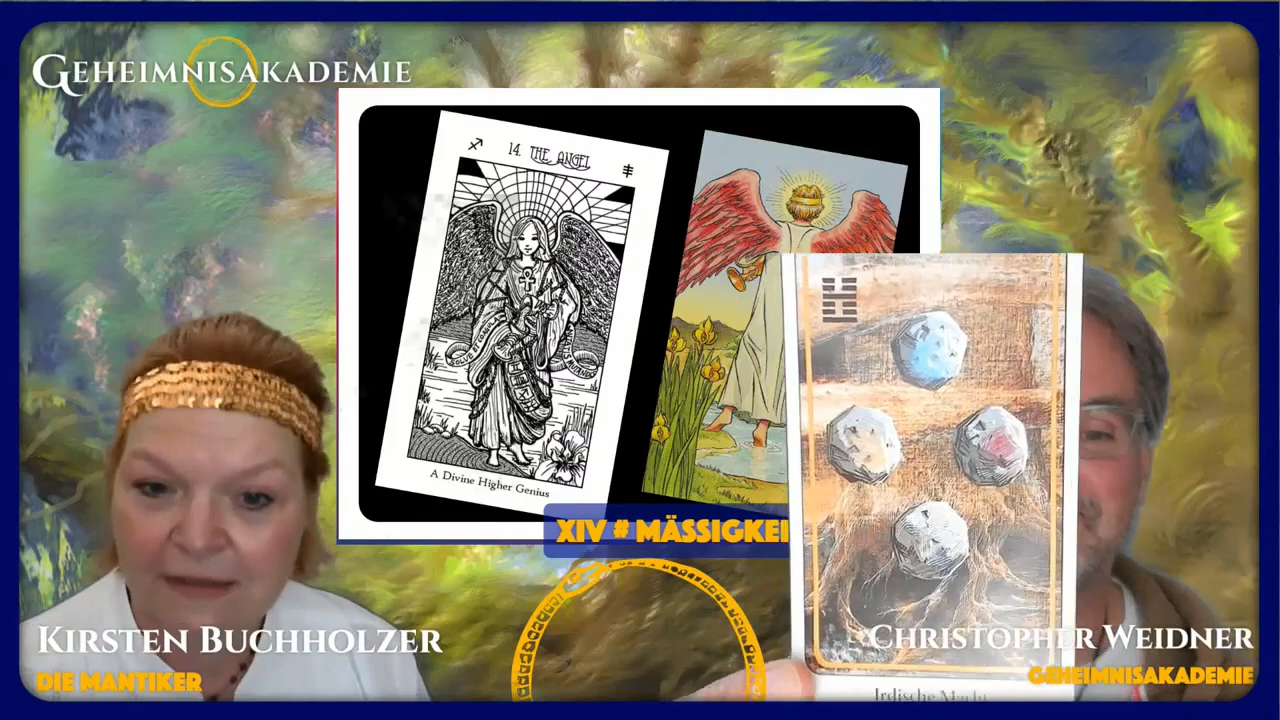 GEHEIMNISAKADEMIE
14. THE ANGEL
A Divine Higher Genius
XIV # MÄSSIGKEI
KIRSTEN BUCHHOLZER
DIE MANTIKER
CHRISTOPHER WEIDNER
GEHEIMNISAKADEMIE
Irdische Macht